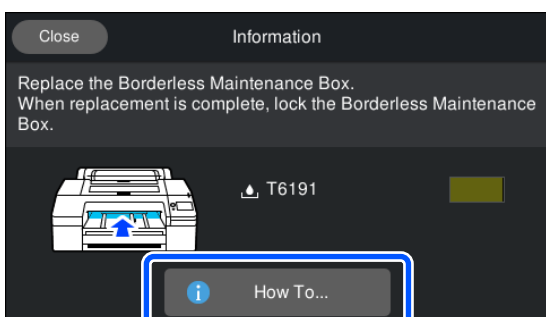 Close
Information
Replace the Borderless Maintenance Box.
When replacement is complete, lock the Borderless Maintenance
Box.
T6191
How To...